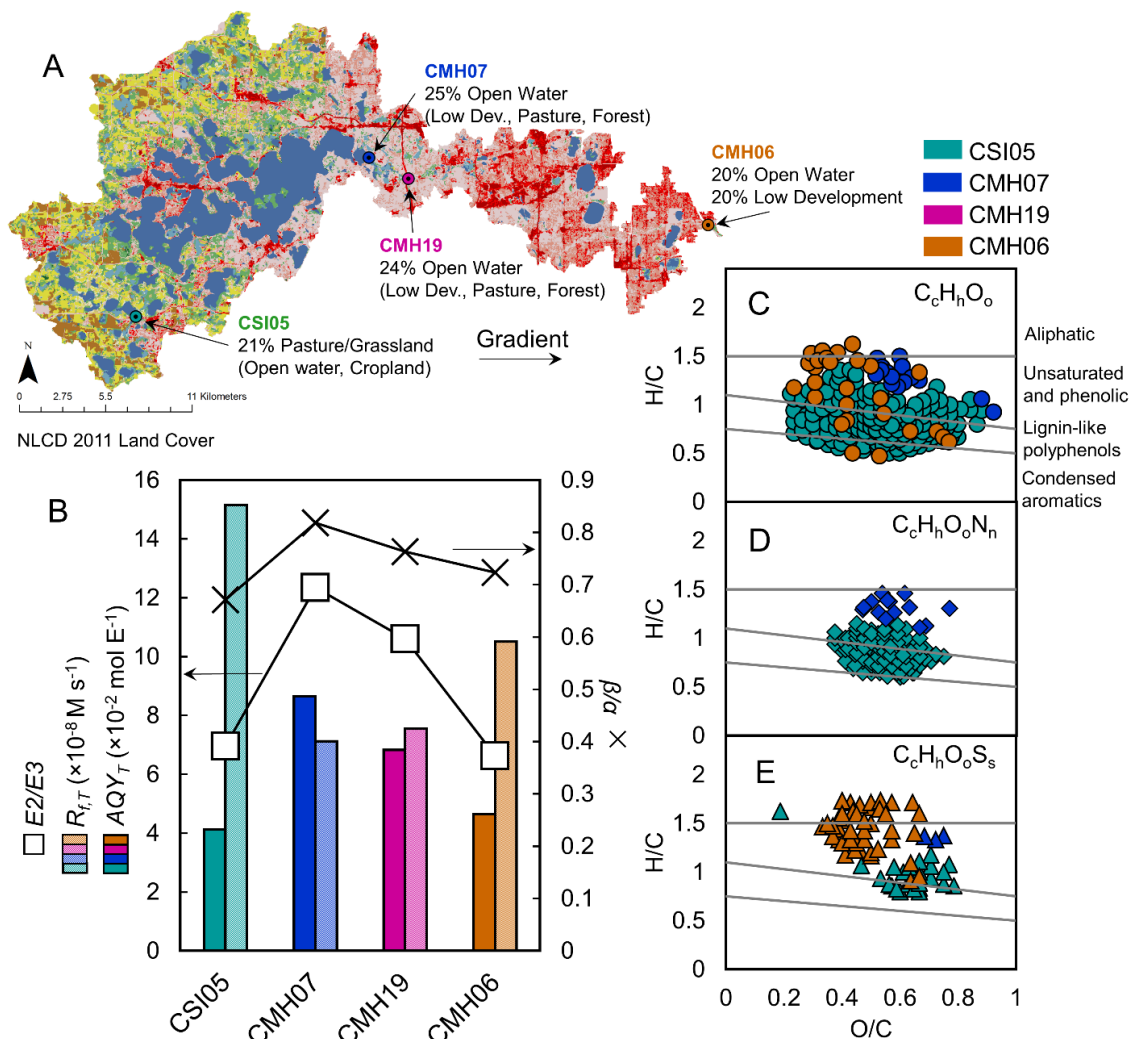 A
CMH07
25% Open Water
(Low Dev., Pasture, Forest)
CMH06
20% Open Water
20% Low Development
CMH19
24% Open Water
(Low Dev., Pasture, Forest)
CSI05
21% Pasture/Grassland
(Open water, Cropland)
Gradient
N
0 2.75 5.5 11 Kilometers
NLCD 2011 Land Cover
CSI05
CMH07
CMH19
CMH06
B
16
14
12
10
8
6
4
2
0
0.9
0.8
0.7
0.6
0.5
0.4
0.3
0.2
0.1
0
E2/E3
R_{f,T} (×10^{-8} M s^{-1})
AQY_T (×10^{-2} mol E^{-1})
β/α ×
CSI05
CMH07
CMH19
CMH06
C
C_cH_hO_o
2
1.5
1
0.5
0
H/C
Aliphatic
Unsaturated
and phenolic
Lignin-like
polyphenols
Condensed
aromatics
D
C_cH_hO_oN_n
2
1.5
1
0.5
0
H/C
E
C_cH_hO_oS_s
2
1.5
1
0.5
0
H/C
0 0.2 0.4 0.6 0.8 1
O/C